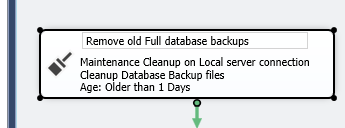 Remove old Full database backups
Maintenance Cleanup on Local server connection
Cleanup Database Backup files
Age: Older than 1 Days